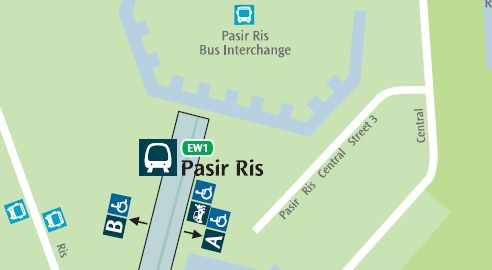 Pasir Ris
Bus Interchange
EW1
Pasir Ris
Pasir Ris Central Street 3
Central
B
A
Ris